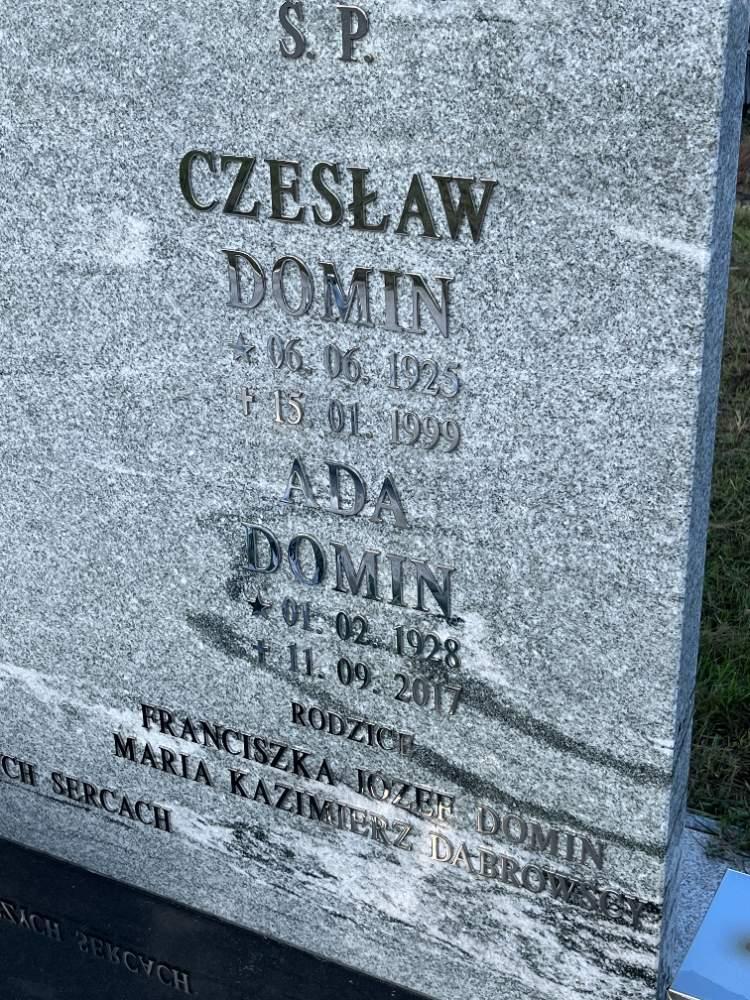 Ś. P.
CZESŁAW
DOMIN
★ 06. 06. 1925
† 15. 01. 1999
ADA
DOMIN
★ 01. 02. 1928
† 11. 09. 2017
RODZICE
FRANCISZKA JÓZEF DOMIN
MARIA KAZIMIERZ DĄBROWSCY
YCH SERCACH